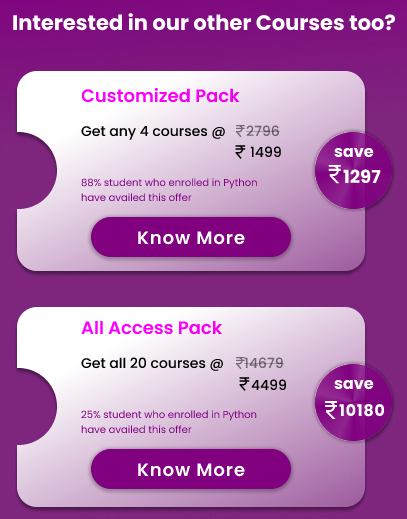 Interested in our other Courses too?
Customized Pack
Get any 4 courses @ ₹2796
₹ 1499
save
₹1297
88% student who enrolled in Python
have availed this offer
Know More
All Access Pack
Get all 20 courses @ ₹14679
₹4499
save
₹10180
25% student who enrolled in Python
have availed this offer
Know More